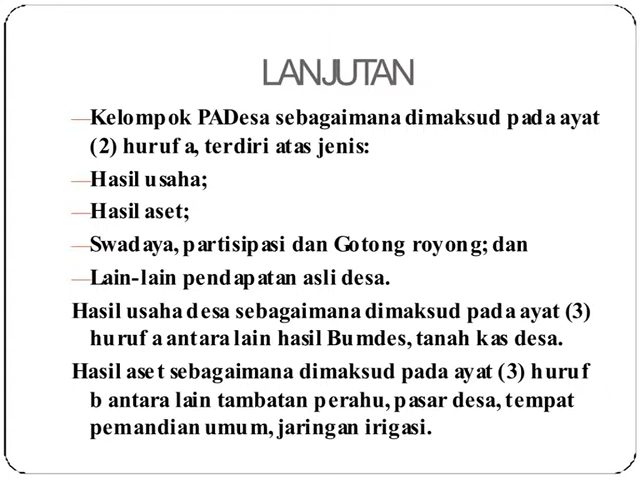 LANJUTAN
—Kelompok PADesa sebagaimana dimaksud pada ayat
(2) huruf a, terdiri atas jenis:
—Hasil usaha;
—Hasil aset;
—Swadaya, partisipasi dan Gotong royong; dan
—Lain-lain pendapatan asli desa.
Hasil usaha desa sebagaimana dimaksud pada ayat (3)
huruf a antara lain hasil Bumdes, tanah kas desa.
Hasil aset sebagaimana dimaksud pada ayat (3) huruf
b antara lain tambatan perahu, pasar desa, tempat
pemandian umum, jaringan irigasi.